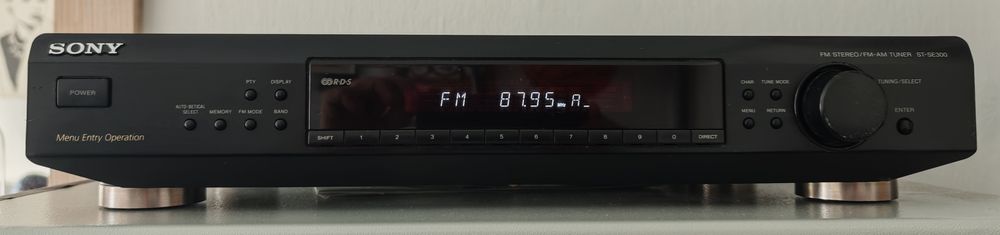 SONY
FM STEREO/FM-AM TUNER ST-SE300
POWER
PTY DISPLAY
R·D·S
CHAR TUNE MODE
TUNING/SELECT
FM 87.95 MHz A_
AUTO-BETICAL SELECT MEMORY FM MODE BAND
MENU RETURN
ENTER
Menu Entry Operation
SHIFT 1 2 3 4 5 6 7 8 9 0 DIRECT